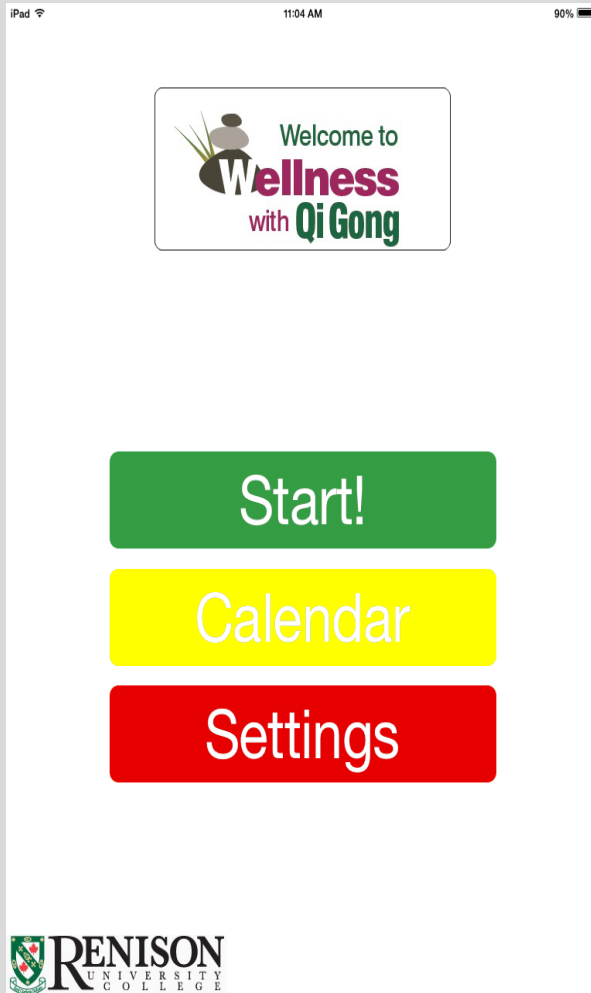 iPad 11:04 AM 90%
Welcome to
Wellness
with Qi Gong
Start!
Calendar
Settings
RENISON
UNIVERSITY
COLLEGE